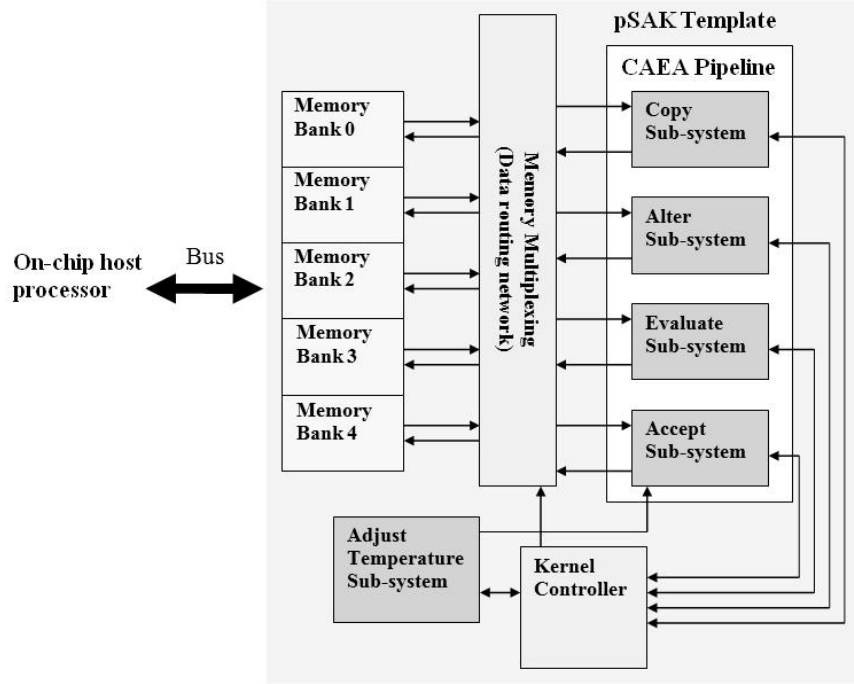 pSAK Template
CAEA Pipeline
Memory
Bank 0
Memory
Bank 1
Memory
Bank 2
Memory
Bank 3
Memory
Bank 4
Memory Multiplexing
(Data routing network)
Copy
Sub-system
Alter
Sub-system
Evaluate
Sub-system
Accept
Sub-system
On-chip host
processor
Bus
Adjust
Temperature
Sub-system
Kernel
Controller